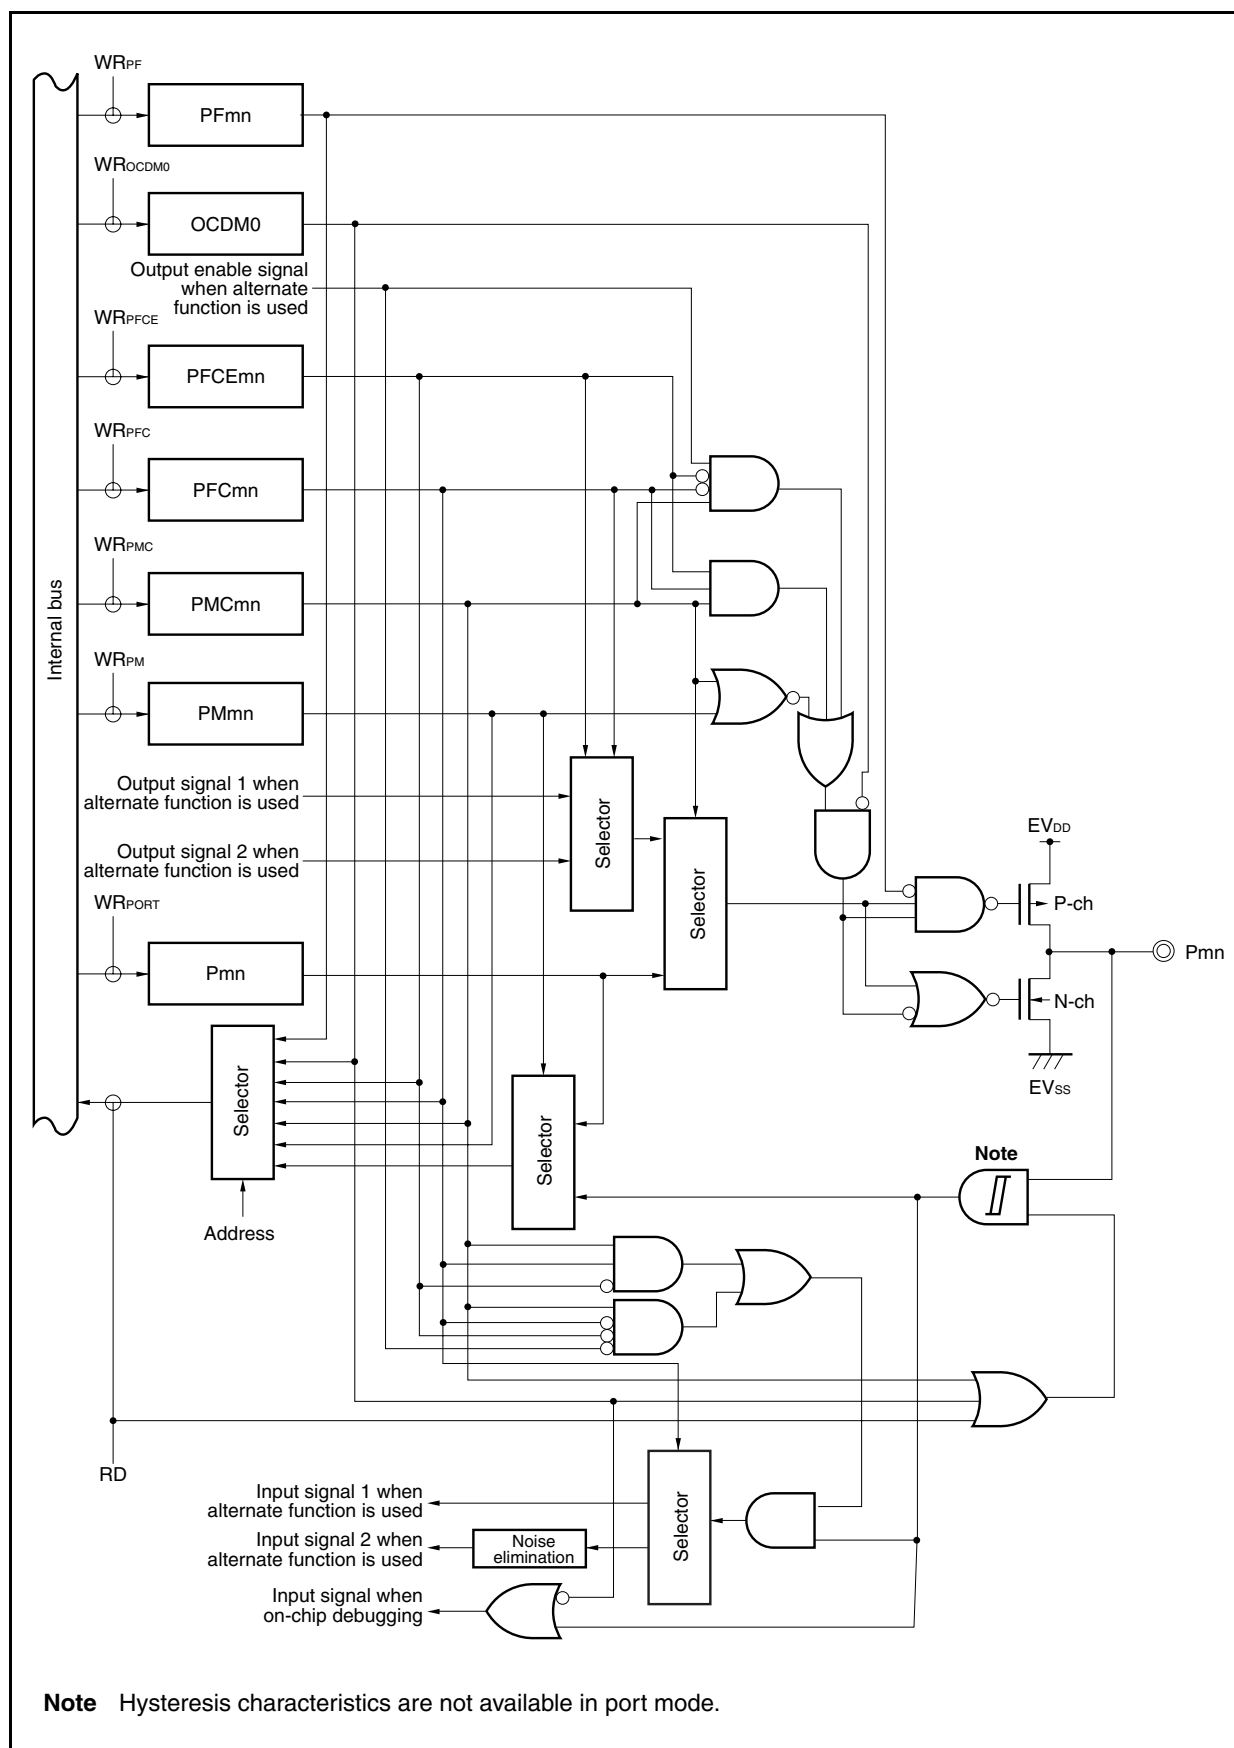 WRPF
PFmn
WROCDM0
OCDM0
Output enable signal
when alternate
function is used
WRPFCE
PFCEmn
WRPFC
PFCmn
WRPMC
PMCmn
Internal bus
WRPM
PMmn
Output signal 1 when
alternate function is used
Output signal 2 when
alternate function is used
Selector
Selector
EVDD
P-ch
WRPORT
Pmn
Pmn
N-ch
EVSS
Selector
Selector
Address
Note
RD
Input signal 1 when
alternate function is used
Input signal 2 when
alternate function is used
Noise
elimination
Selector
Input signal when
on-chip debugging
Note Hysteresis characteristics are not available in port mode.